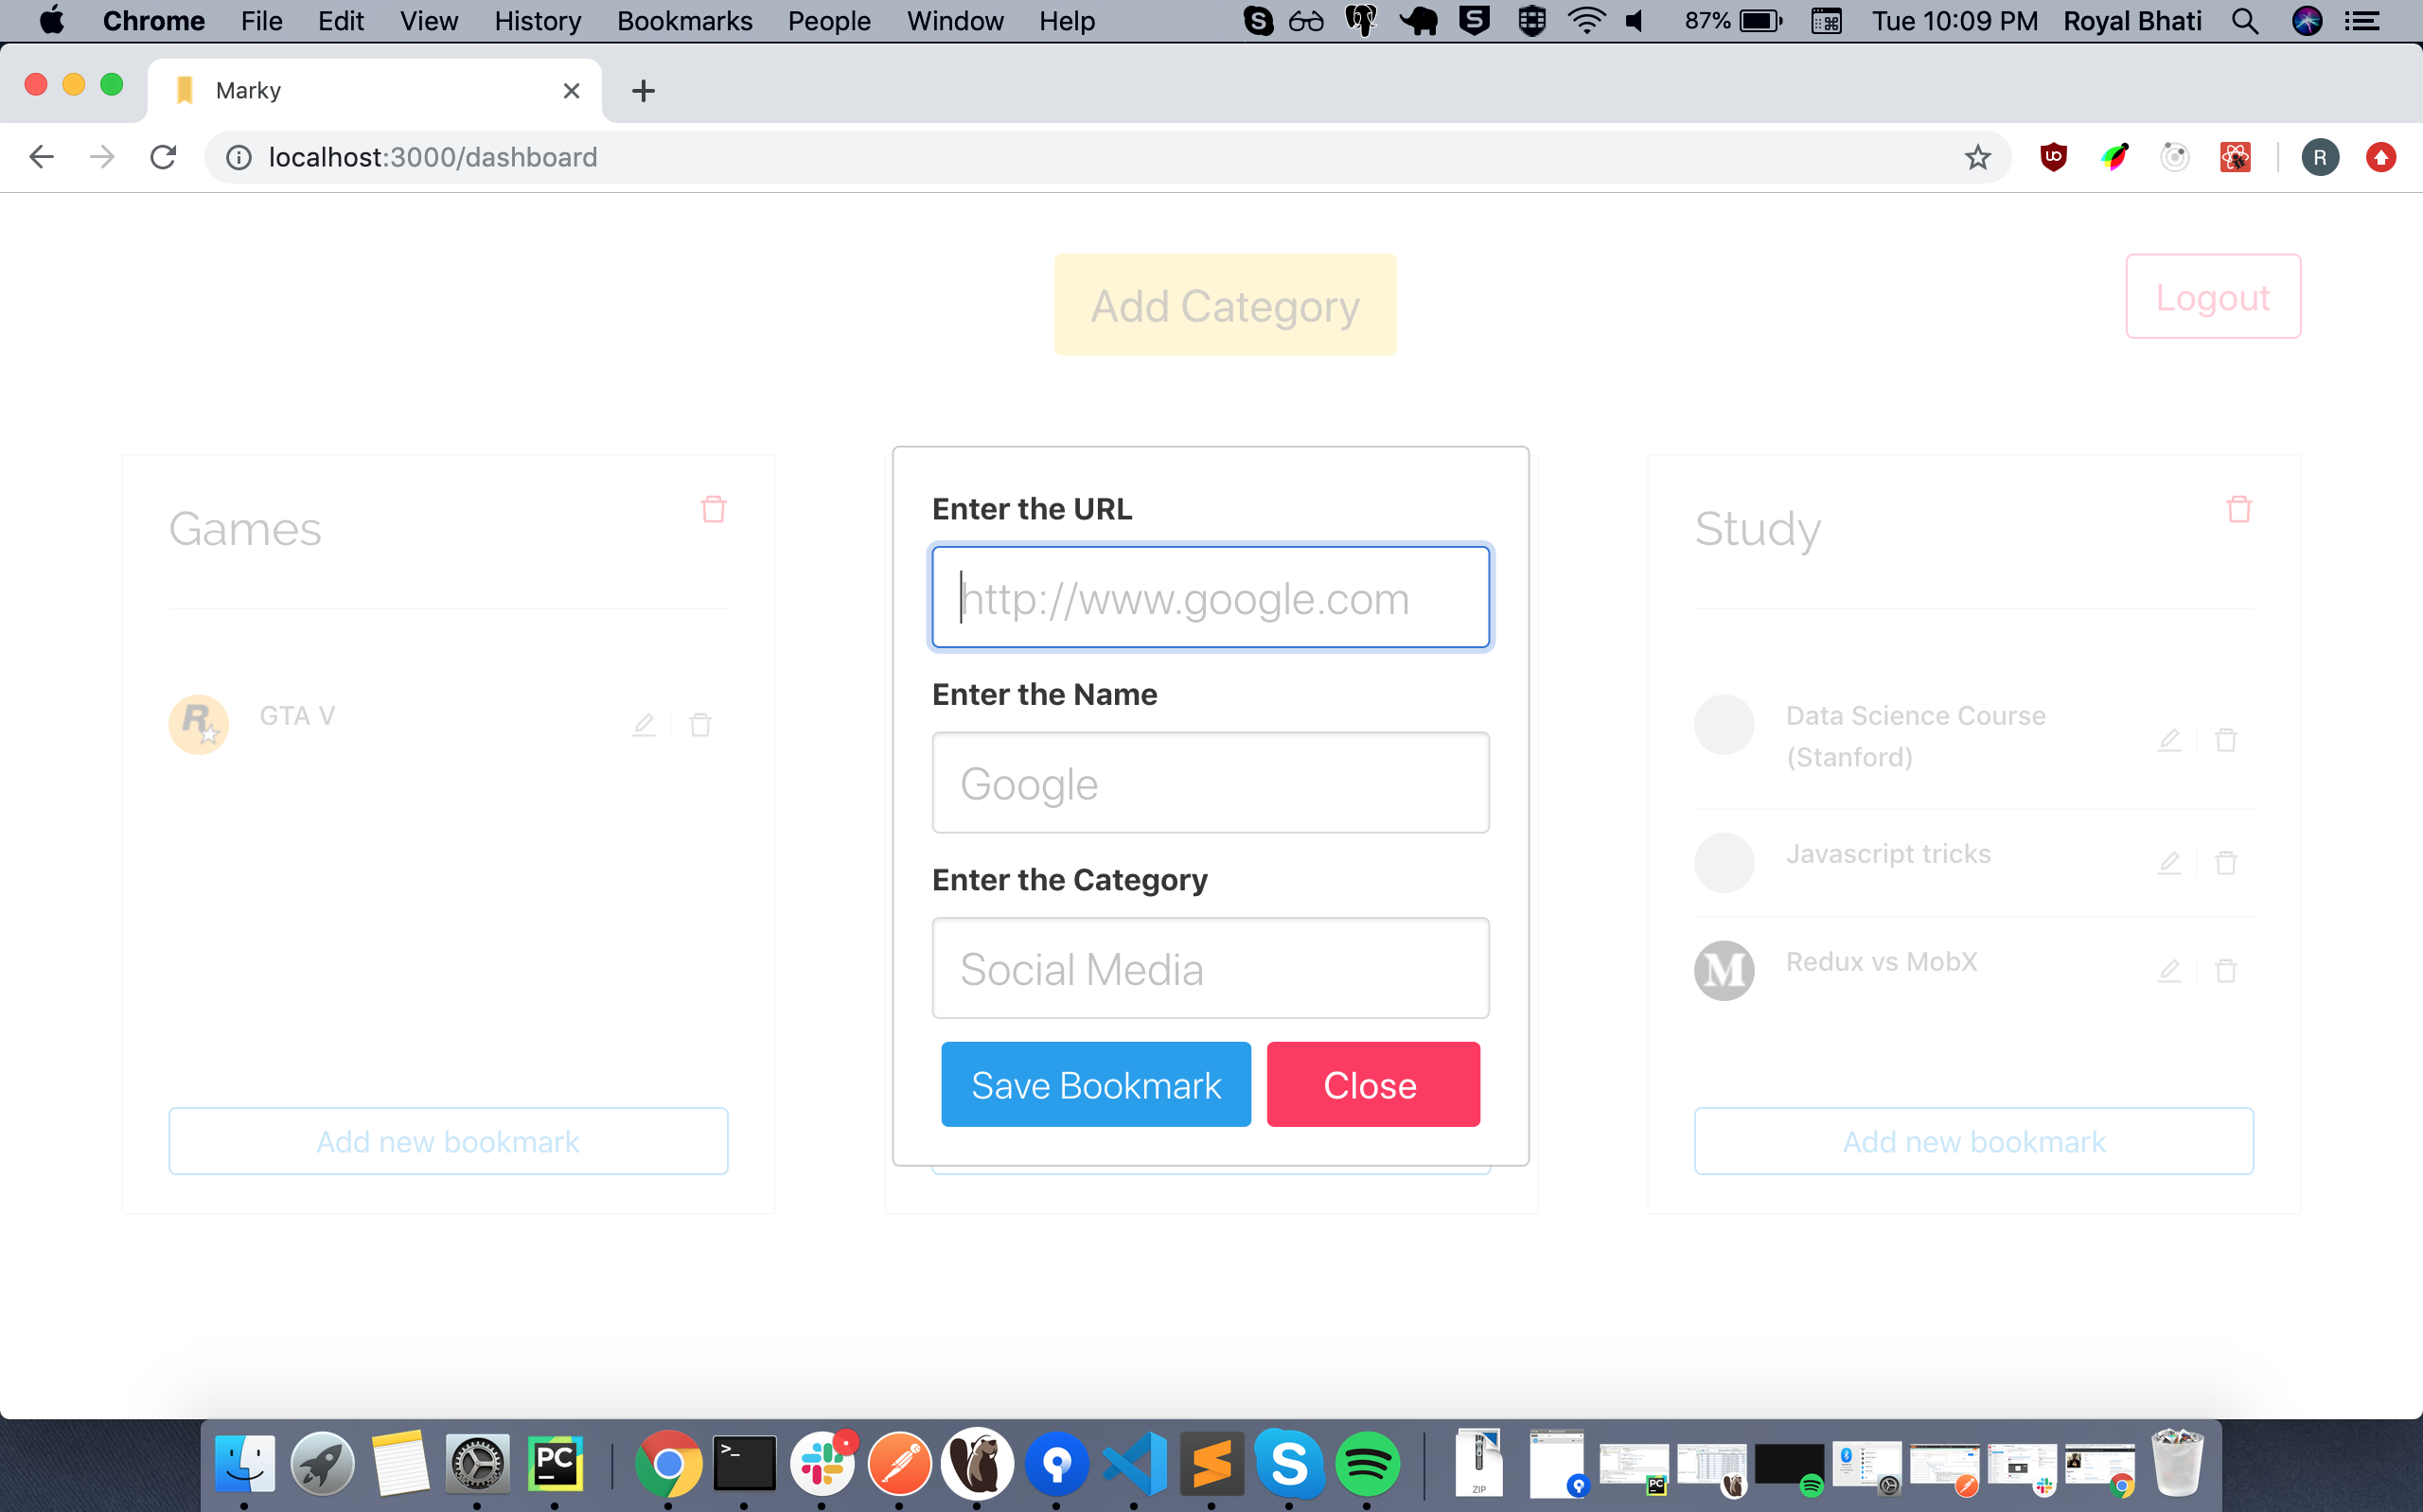 Chrome File Edit View History Bookmarks People Window Help 87% Tue 10:09 PM Royal Bhati
Marky
localhost:3000/dashboard
R
Add Category
Logout
Games
GTA V
Add new bookmark
Enter the URL
http://www.google.com
Enter the Name
Google
Enter the Category
Social Media
Save Bookmark
Close
Study
Data Science Course
(Stanford)
Javascript tricks
M
Redux vs MobX
Add new bookmark
PC
>_
S
ZIP